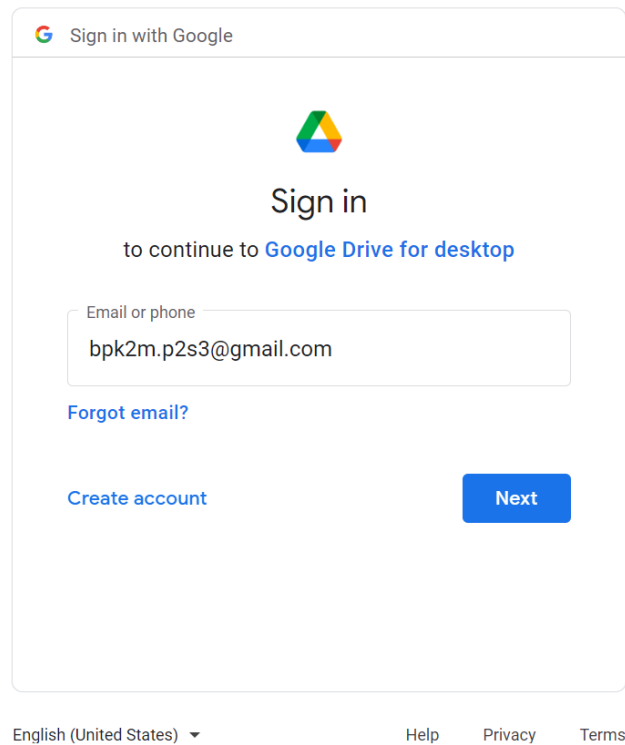 Sign in with Google
Sign in
to continue to Google Drive for desktop
Email or phone
bpk2m.p2s3@gmail.com
Forgot email?
Create account Next
English (United States) Help Privacy Terms